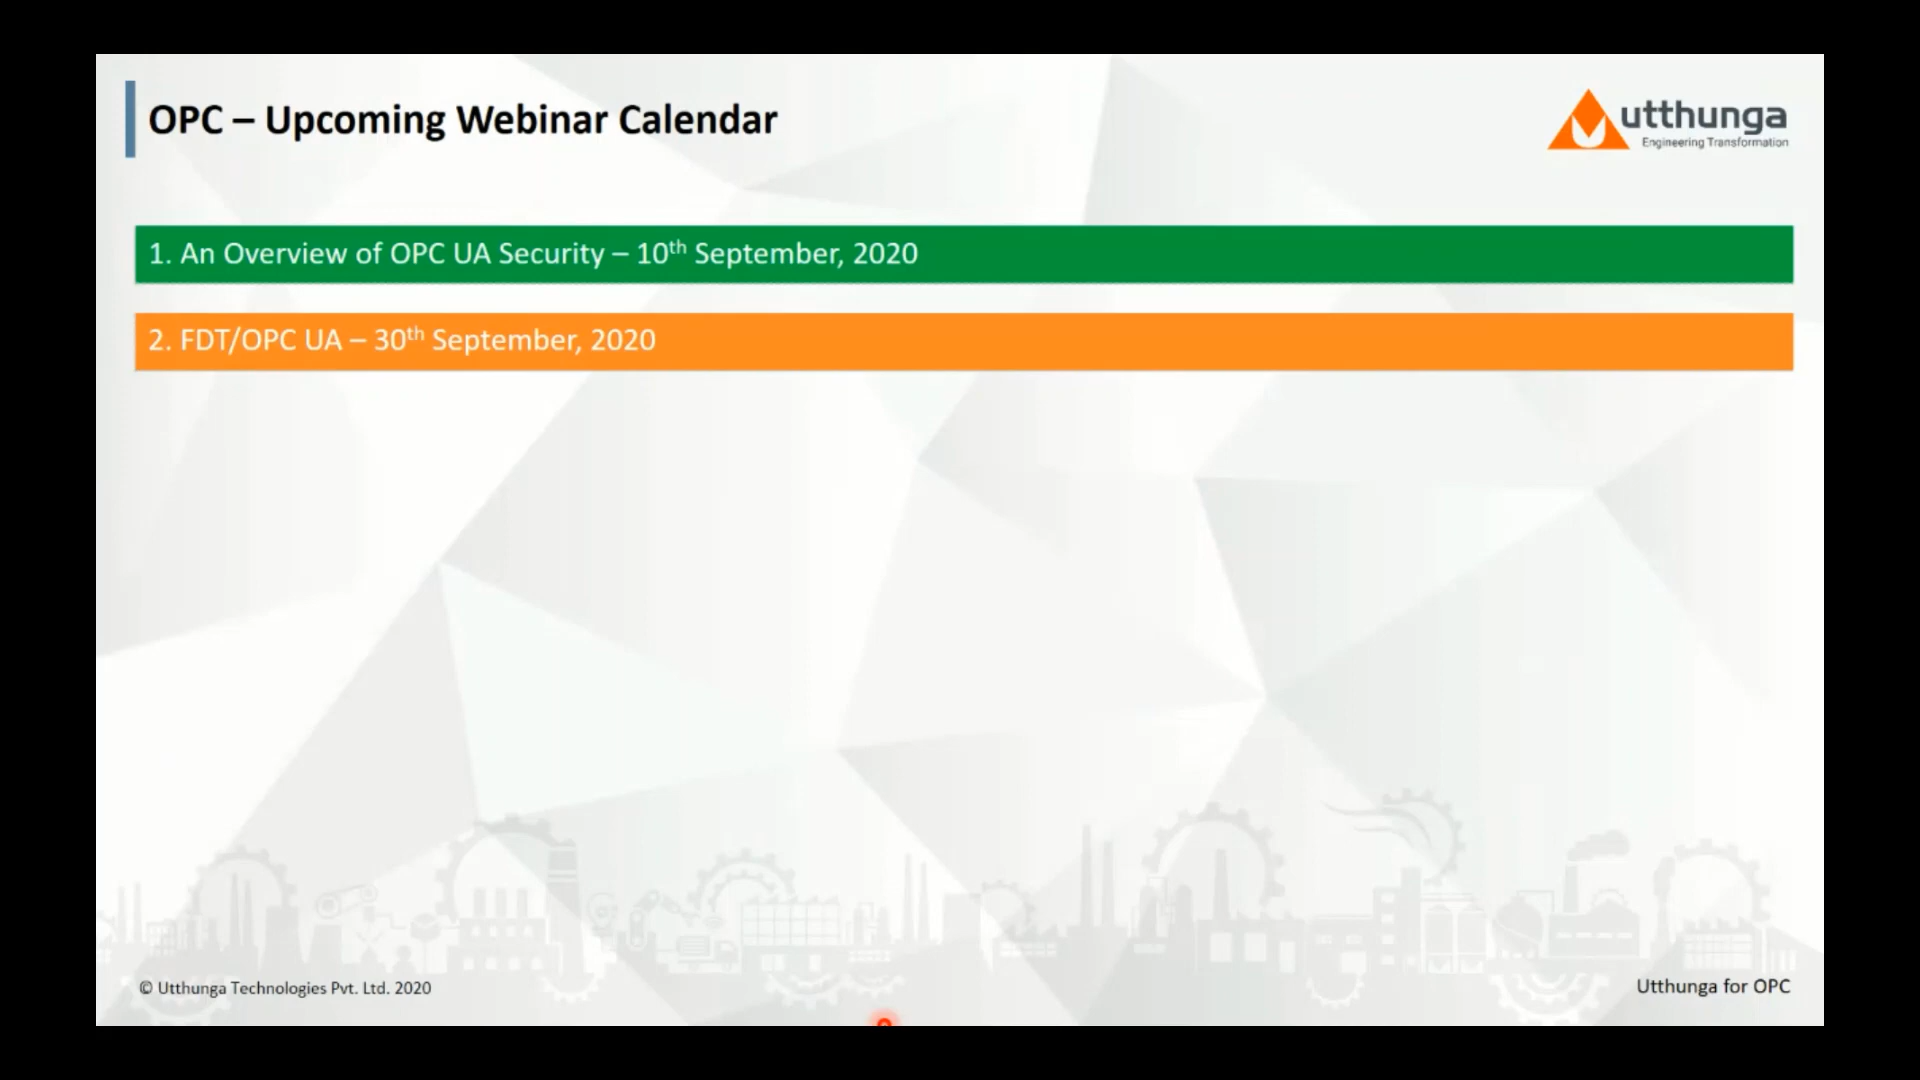 OPC – Upcoming Webinar Calendar
utthunga
Engineering Transformation
1. An Overview of OPC UA Security – 10th September, 2020
2. FDT/OPC UA – 30th September, 2020
© Utthunga Technologies Pvt. Ltd. 2020
Utthunga for OPC